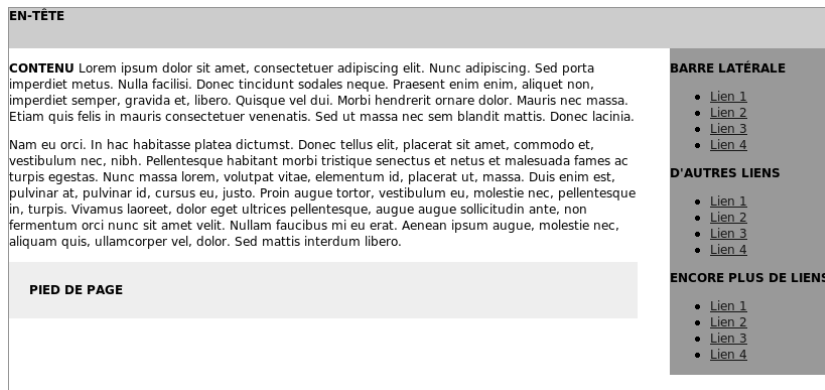 EN-TÊTE
CONTENU Lorem ipsum dolor sit amet, consectetuer adipiscing elit. Nunc adipiscing. Sed porta
imperdiet metus. Nulla facilisi. Donec tincidunt sodales neque. Praesent enim enim, aliquet non,
imperdiet semper, gravida et, libero. Quisque vel dui. Morbi hendrerit ornare dolor. Mauris nec massa.
Etiam quis felis in mauris consectetuer venenatis. Sed ut massa nec sem blandit mattis. Donec lacinia.
Nam eu orci. In hac habitasse platea dictumst. Donec tellus elit, placerat sit amet, commodo et,
vestibulum nec, nibh. Pellentesque habitant morbi tristique senectus et netus et malesuada fames ac
turpis egestas. Nunc massa lorem, volutpat vitae, elementum id, placerat ut, massa. Duis enim est,
pulvinar at, pulvinar id, cursus eu, justo. Proin augue tortor, vestibulum eu, molestie nec, pellentesque
in, turpis. Vivamus laoreet, dolor eget ultrices pellentesque, augue augue sollicitudin ante, non
fermentum orci nunc sit amet velit. Nullam faucibus mi eu erat. Aenean ipsum augue, molestie nec,
aliquam quis, ullamcorper vel, dolor. Sed mattis interdum libero.
PIED DE PAGE
BARRE LATÉRALE
Lien 1
Lien 2
Lien 3
Lien 4
D'AUTRES LIENS
Lien 1
Lien 2
Lien 3
Lien 4
ENCORE PLUS DE LIENS
Lien 1
Lien 2
Lien 3
Lien 4